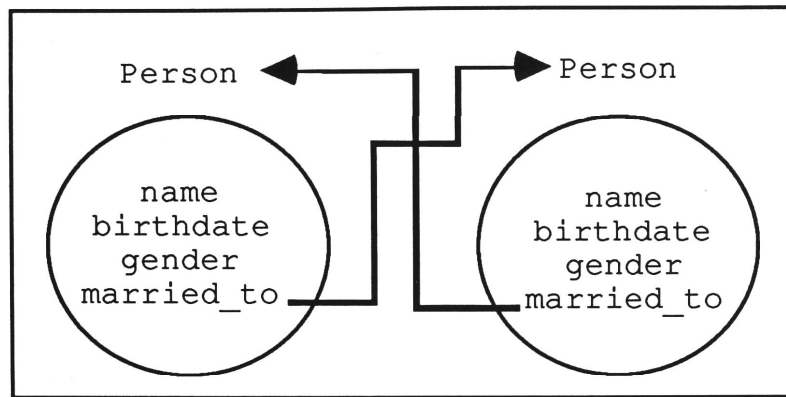 Person
name
birthdate
gender
married_to
Person
name
birthdate
gender
married_to